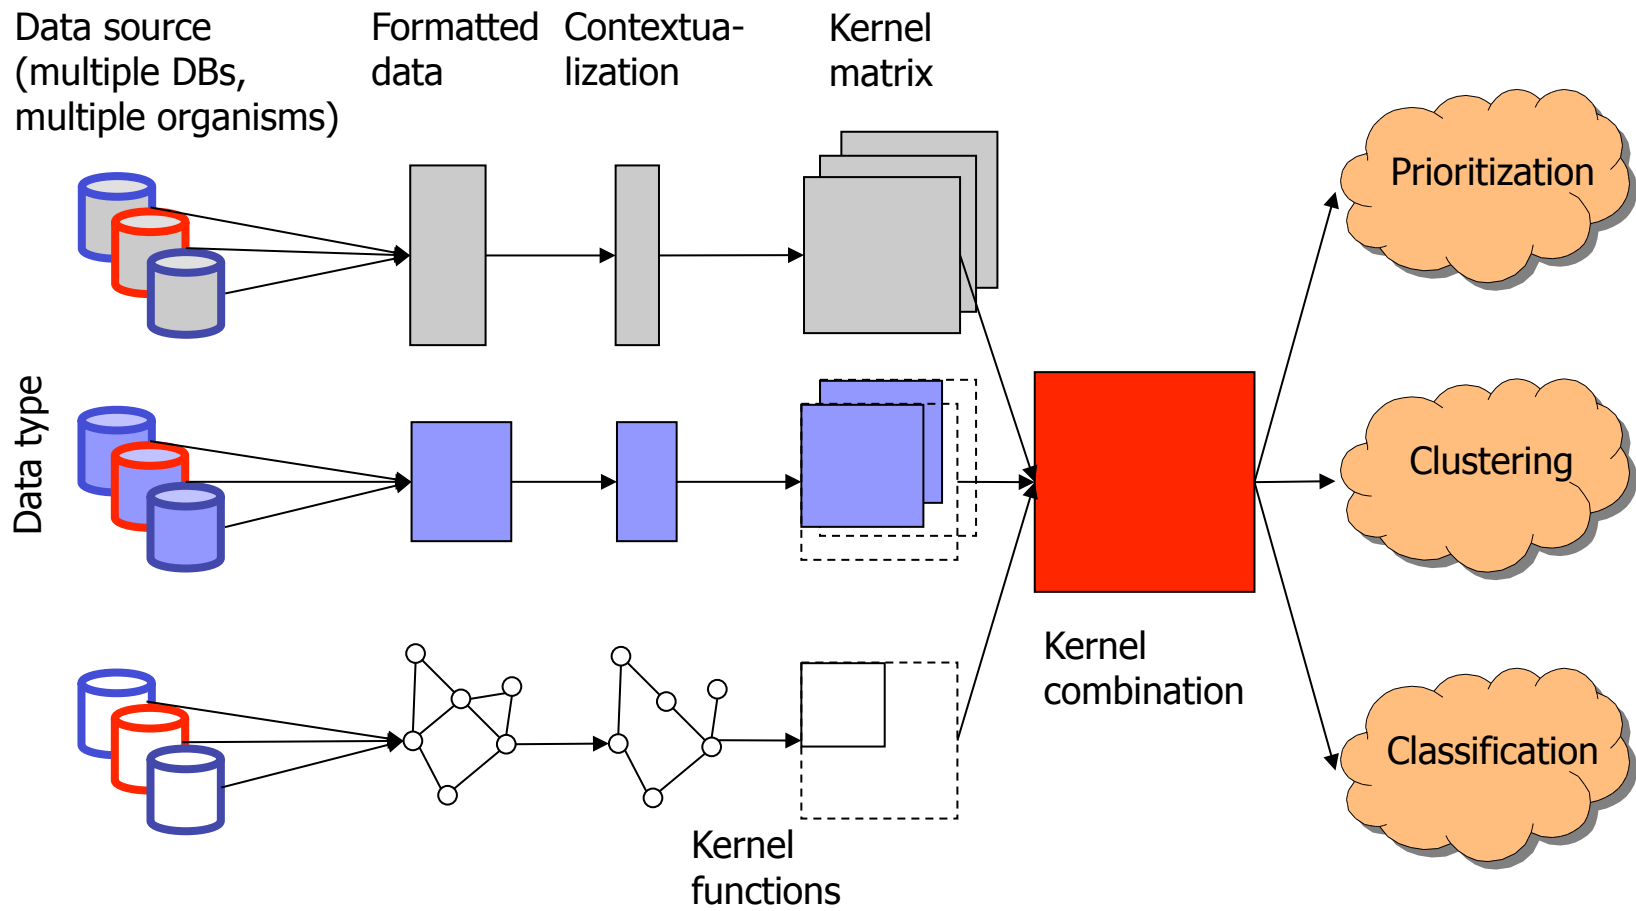 Data source
(multiple DBs,
multiple organisms)
Formatted
data
Contextua-
lization
Kernel
matrix
Prioritization
Data type
Clustering
Kernel
combination
Classification
Kernel
functions